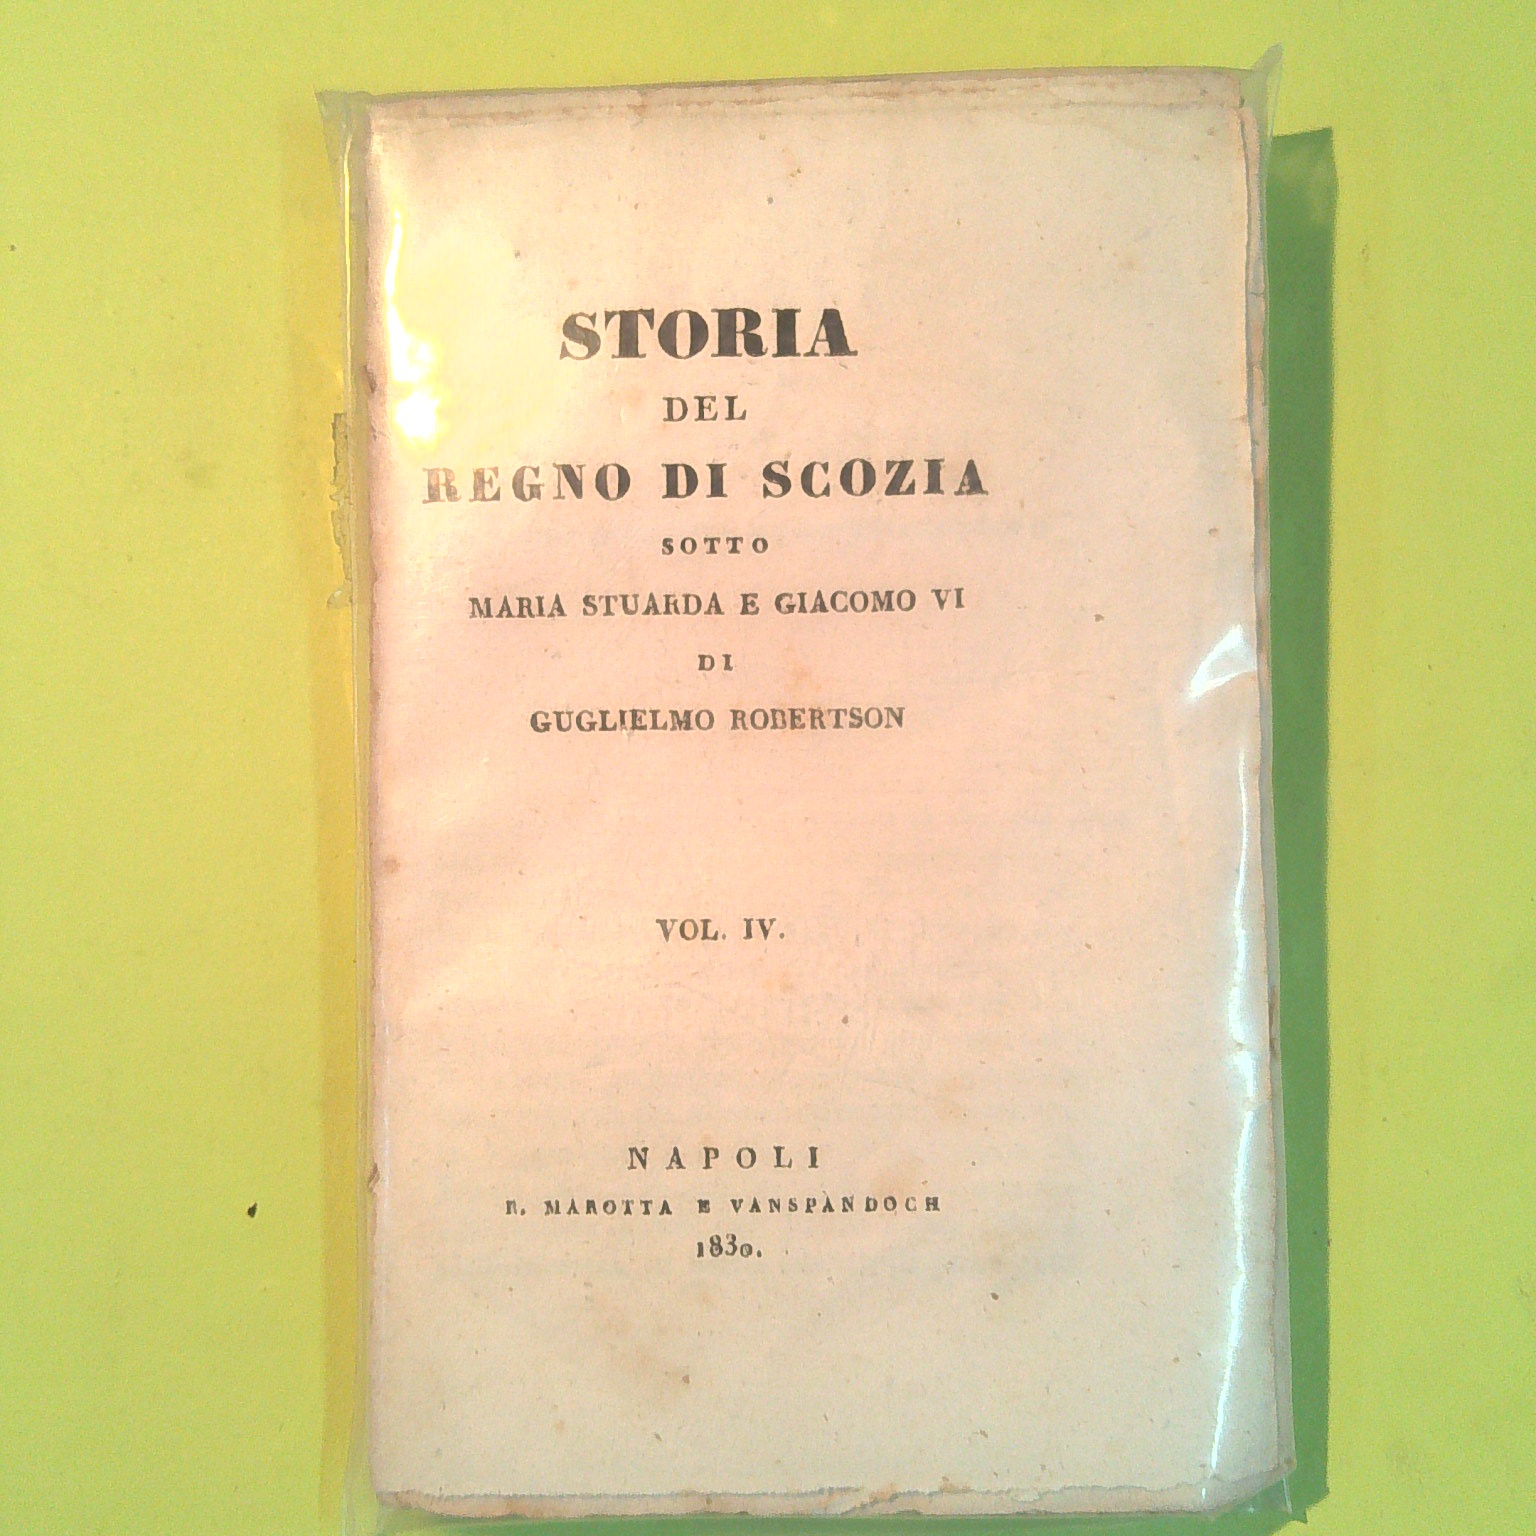 STORIA
DEL
REGNO DI SCOZIA
SOTTO
MARIA STUARDA E GIACOMO VI
DI
GUGLIELMO ROBERTSON
VOL. IV.
NAPOLI
R. MAROTTA E VANSPANDOCH
1830.